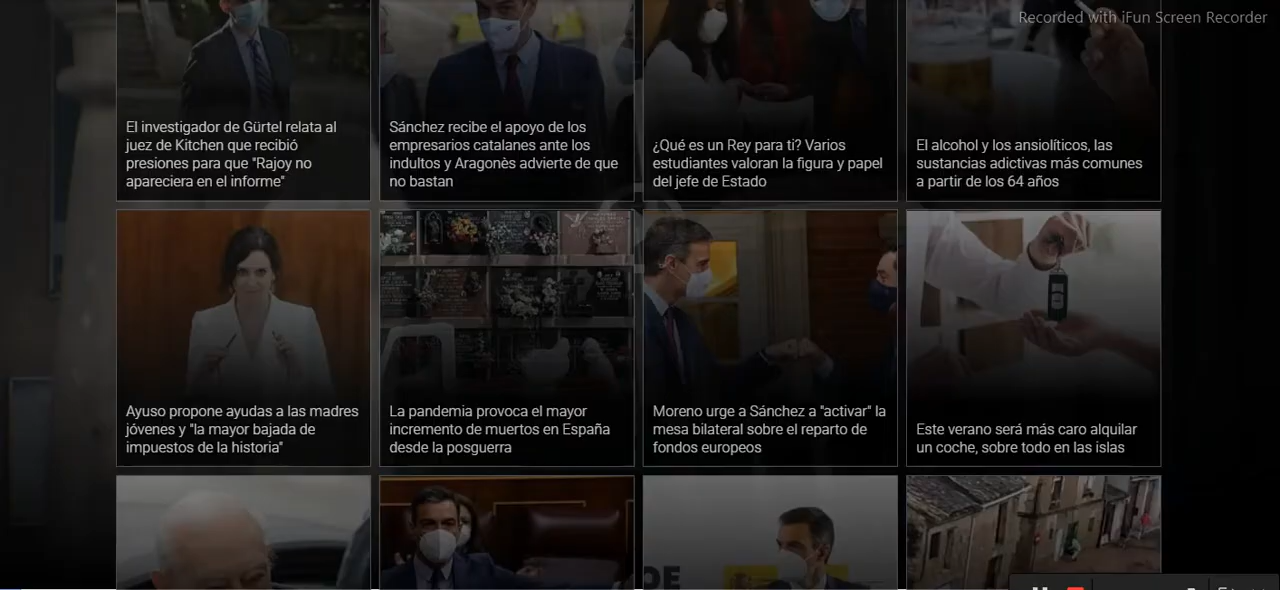 Recorded with iFun Screen Recorder
El investigador de Gürtel relata al
juez de Kitchen que recibió
presiones para que "Rajoy no
apareciera en el informe"
Sánchez recibe el apoyo de los
empresarios catalanes ante los
indultos y Aragonès advierte de que
no bastan
¿Qué es un Rey para ti? Varios
estudiantes valoran la figura y papel
del jefe de Estado
El alcohol y los ansiolíticos, las
sustancias adictivas más comunes
a partir de los 64 años
Ayuso propone ayudas a las madres
jóvenes y "la mayor bajada de
impuestos de la historia"
La pandemia provoca el mayor
incremento de muertos en España
desde la posguerra
Moreno urge a Sánchez a "activar" la
mesa bilateral sobre el reparto de
fondos europeos
Este verano será más caro alquilar
un coche, sobre todo en las islas
DE